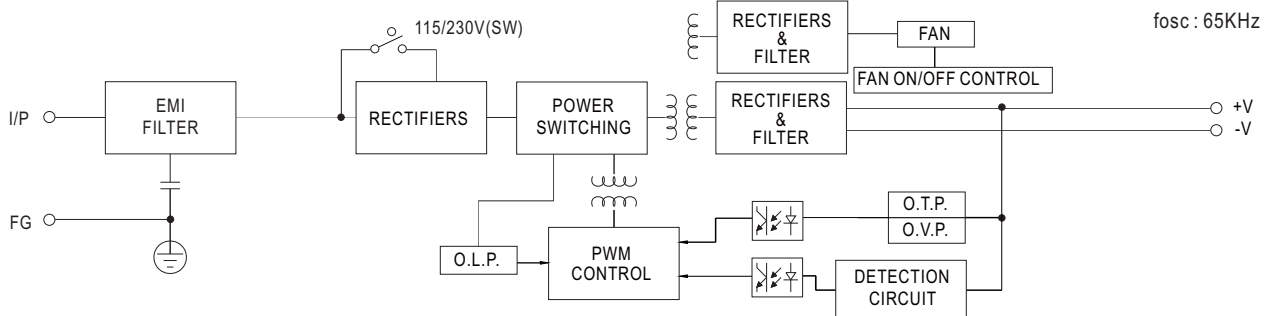 115/230V(SW)
RECTIFIERS
&
FILTER
FAN
fosc : 65KHz
FAN ON/OFF CONTROL
I/P
EMI
FILTER
RECTIFIERS
POWER
SWITCHING
RECTIFIERS
&
FILTER
+V
-V
FG
O.T.P.
O.V.P.
O.L.P.
PWM
CONTROL
DETECTION
CIRCUIT